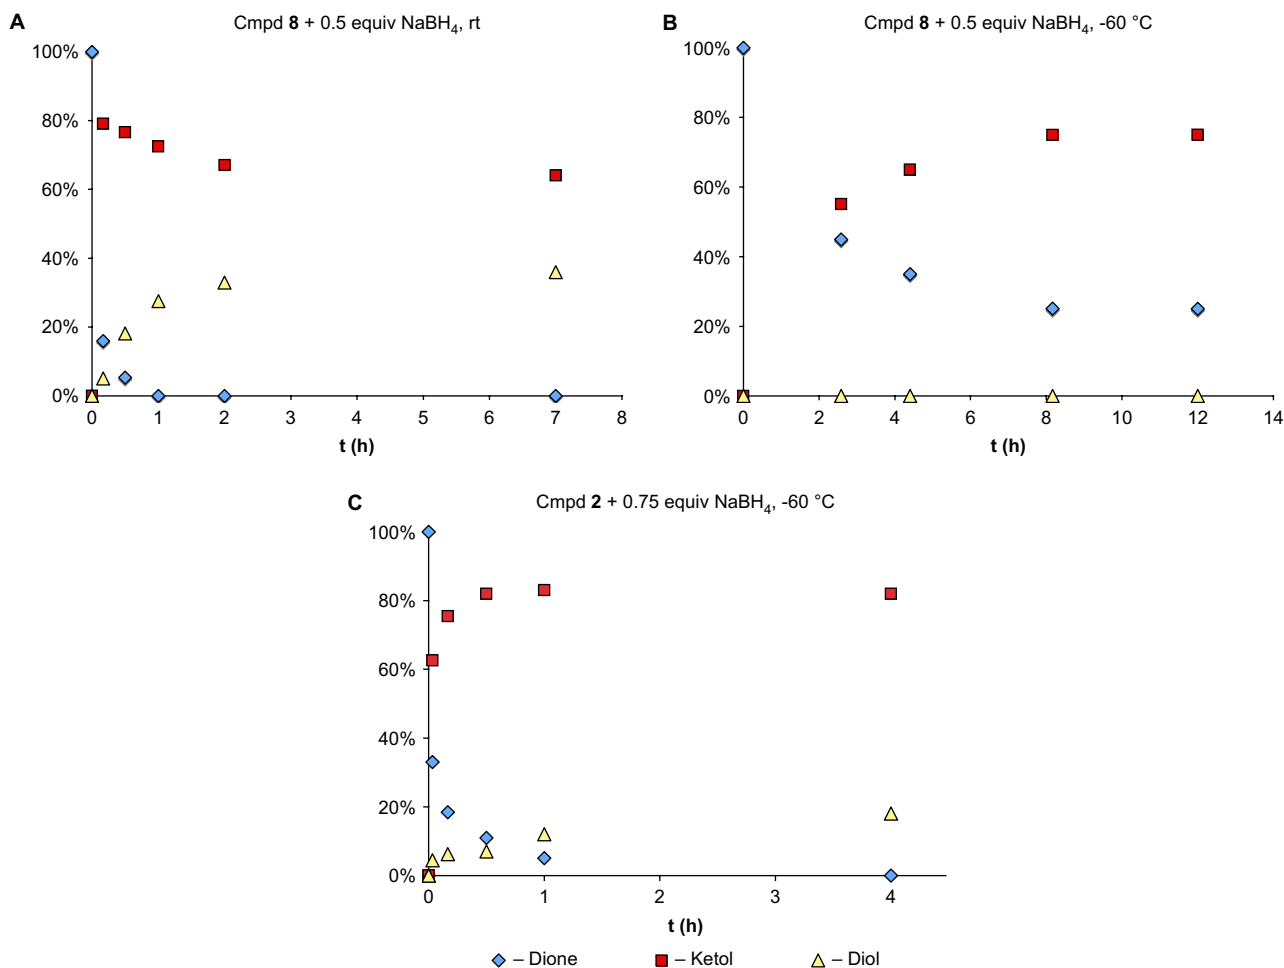 A
Cmpd 8 + 0.5 equiv NaBH4, rt
100%
80%
60%
40%
20%
0%
0 1 2 3 4 5 6 7 8
t (h)
B
Cmpd 8 + 0.5 equiv NaBH4, -60 °C
100%
80%
60%
40%
20%
0%
0 2 4 6 8 10 12 14
t (h)
C
Cmpd 2 + 0.75 equiv NaBH4, -60 °C
100%
80%
60%
40%
20%
0%
0 1 2 3 4
t (h)
– Dione – Ketol – Diol